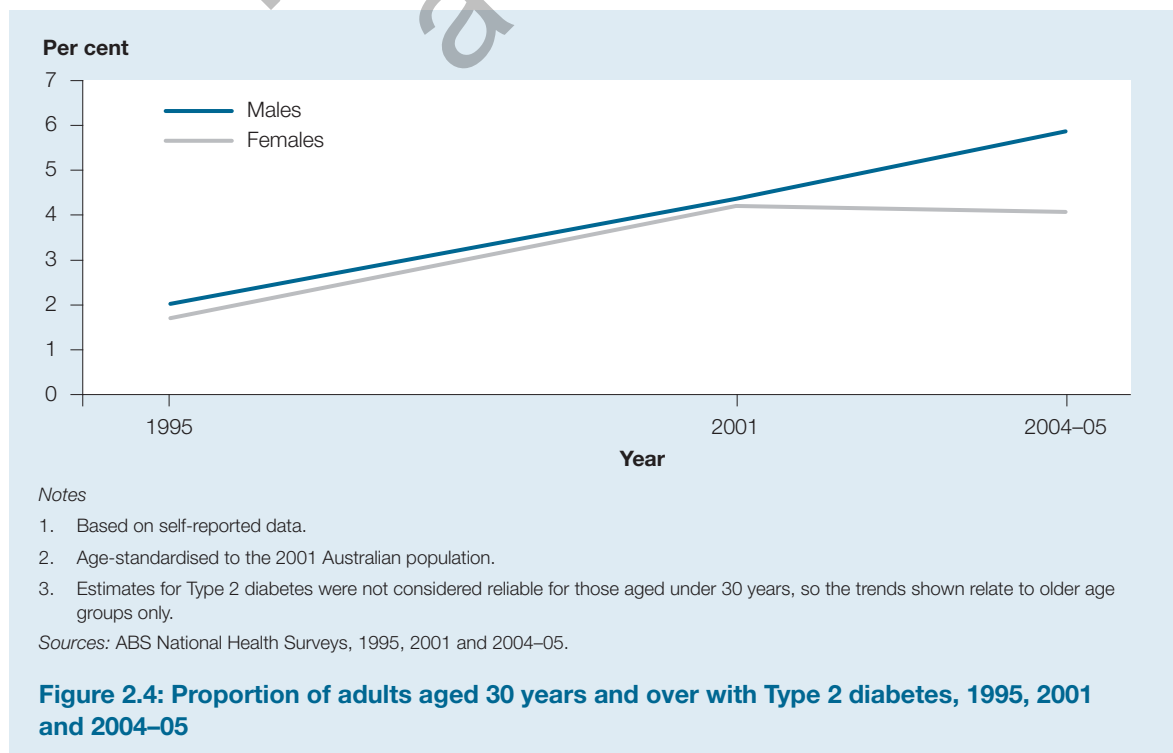 Per cent
7
Males
6
Females
5
4
3
2
1
0
1995 2001 2004–05
Year
Notes
1. Based on self-reported data.
2. Age-standardised to the 2001 Australian population.
3. Estimates for Type 2 diabetes were not considered reliable for those aged under 30 years, so the trends shown relate to older age
groups only.
Sources: ABS National Health Surveys, 1995, 2001 and 2004–05.
Figure 2.4: Proportion of adults aged 30 years and over with Type 2 diabetes, 1995, 2001
and 2004–05